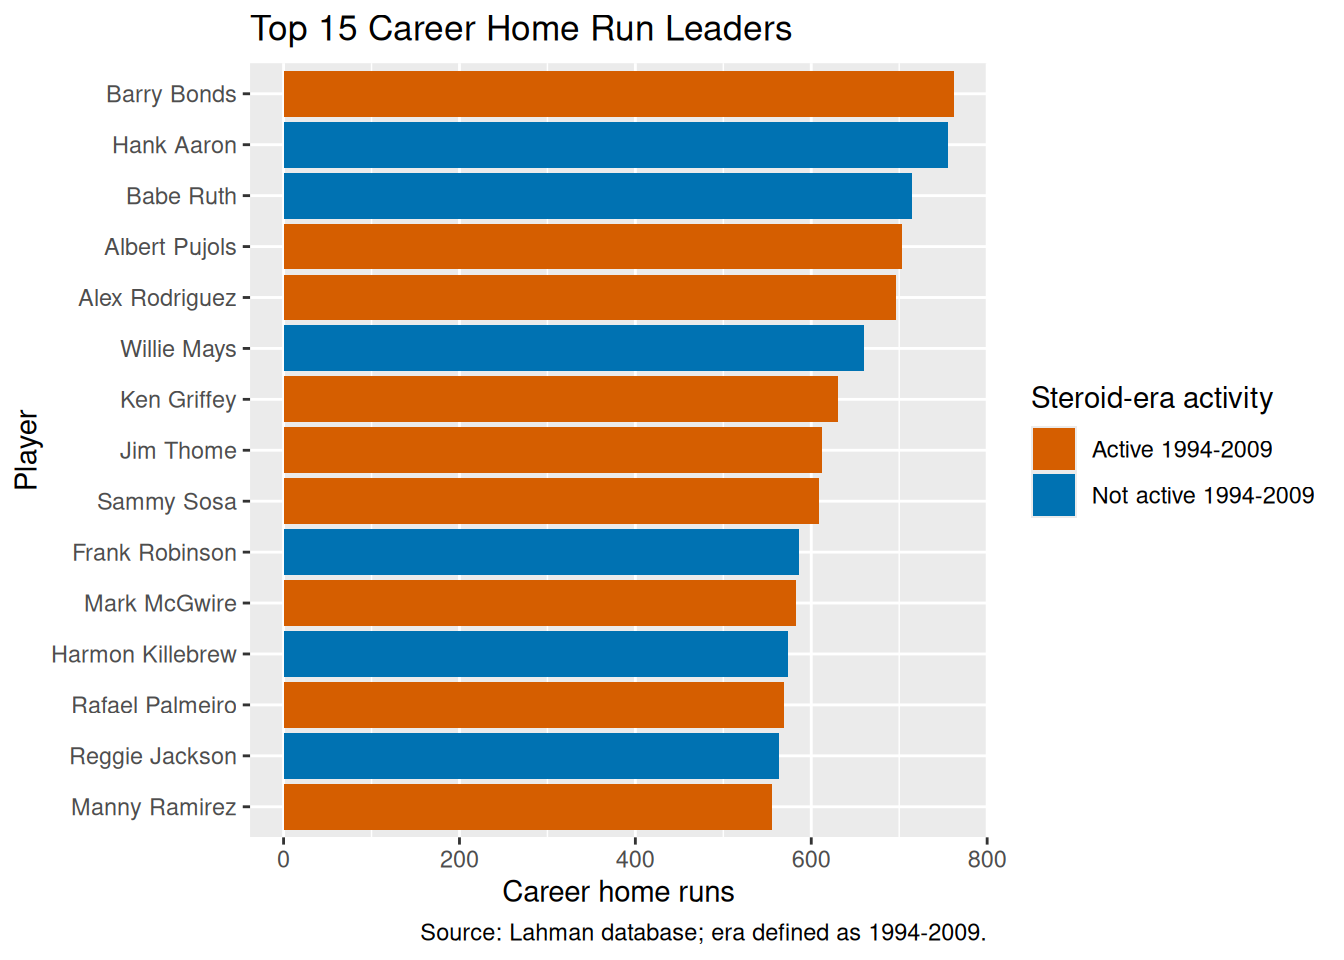 Top 15 Career Home Run Leaders
Player
Barry Bonds
Hank Aaron
Babe Ruth
Albert Pujols
Alex Rodriguez
Willie Mays
Ken Griffey
Jim Thome
Sammy Sosa
Frank Robinson
Mark McGwire
Harmon Killebrew
Rafael Palmeiro
Reggie Jackson
Manny Ramirez
0 200 400 600 800
Career home runs
Steroid-era activity
Active 1994-2009
Not active 1994-2009
Source: Lahman database; era defined as 1994-2009.